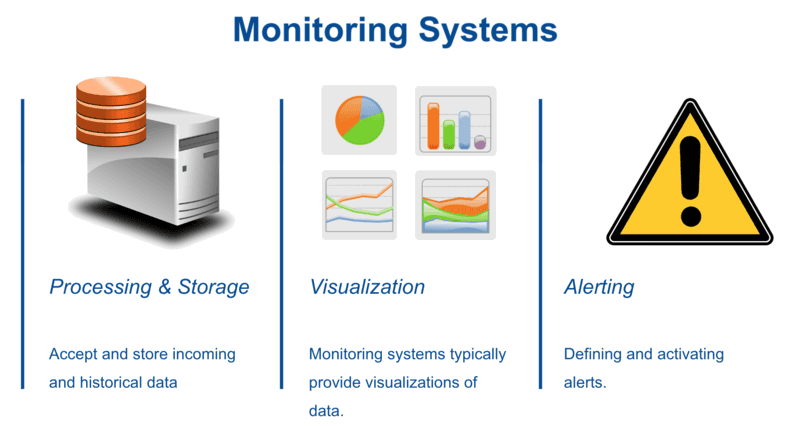 Monitoring Systems
Processing & Storage
Accept and store incoming
and historical data
Visualization
Monitoring systems typically
provide visualizations of
data.
Alerting
Defining and activating
alerts.